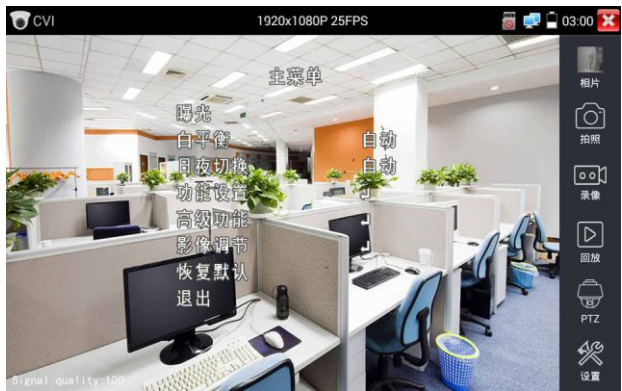 CVI 1920x1080P 25FPS 03:00
主菜单
曝光
白平衡 自动
日夜切换 自动
功能设置
高级功能
影像调节
恢复默认
退出
Signal quality:100
相片
拍照
录像
回放
PTZ
设置